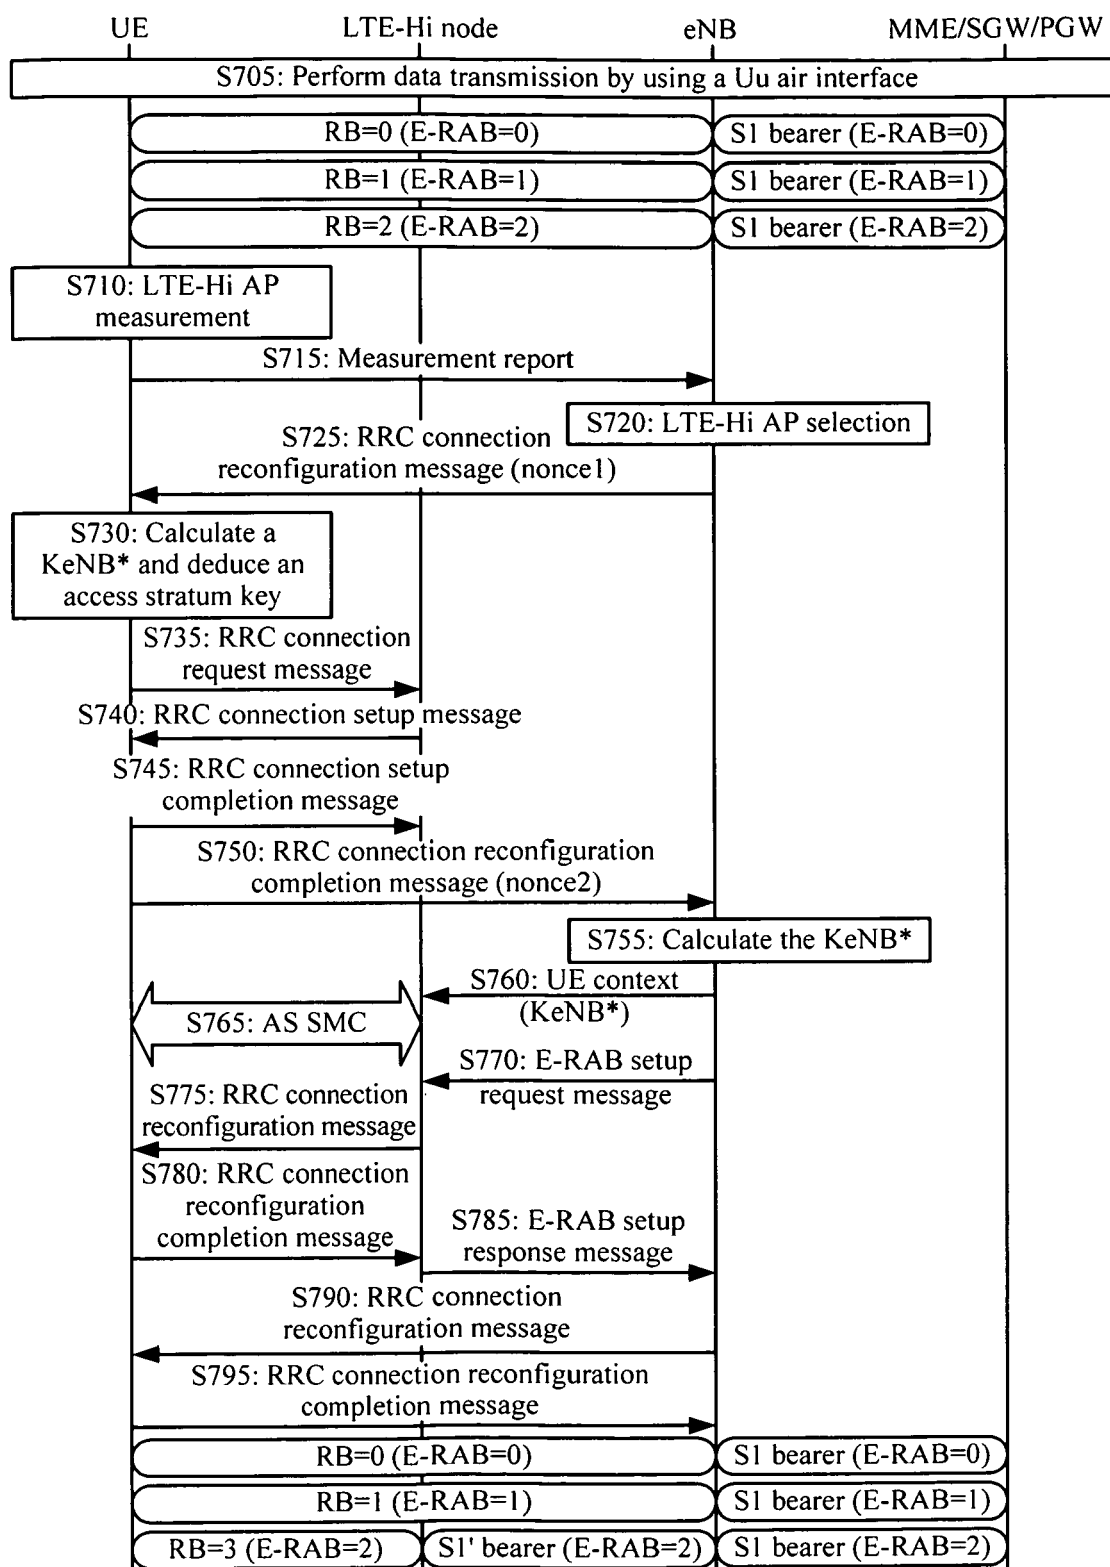 UE LTE-Hi node eNB MME/SGW/PGW
S705: Perform data transmission by using a Uu air interface
RB=0 (E-RAB=0) S1 bearer (E-RAB=0)
RB=1 (E-RAB=1) S1 bearer (E-RAB=1)
RB=2 (E-RAB=2) S1 bearer (E-RAB=2)
S710: LTE-Hi AP
measurement
S715: Measurement report
S720: LTE-Hi AP selection
S725: RRC connection
reconfiguration message (nonce1)
S730: Calculate a
KeNB* and deduce an
access stratum key
S735: RRC connection
request message
S740: RRC connection setup message
S745: RRC connection setup
completion message
S750: RRC connection reconfiguration
completion message (nonce2)
S755: Calculate the KeNB*
S760: UE context
(KeNB*)
S765: AS SMC
S770: E-RAB setup
request message
S775: RRC connection
reconfiguration message
S780: RRC connection
reconfiguration
completion message
S785: E-RAB setup
response message
S790: RRC connection
reconfiguration message
S795: RRC connection reconfiguration
completion message
RB=0 (E-RAB=0) S1 bearer (E-RAB=0)
RB=1 (E-RAB=1) S1 bearer (E-RAB=1)
RB=3 (E-RAB=2) S1' bearer (E-RAB=2) S1 bearer (E-RAB=2)